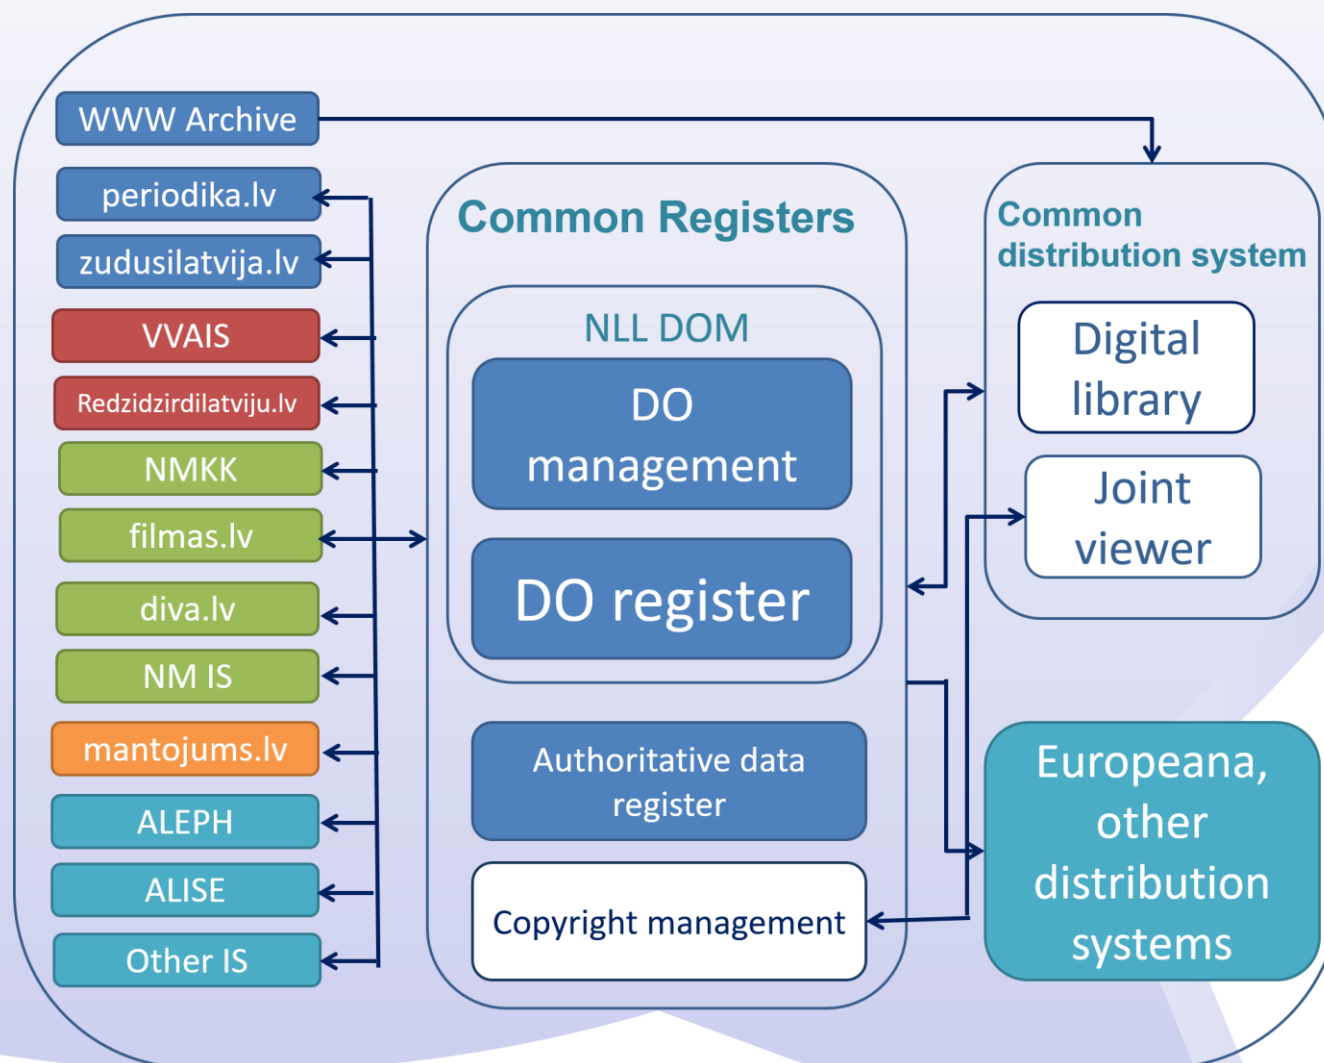 WWW Archive
periodika.lv
zudusilatvija.lv
VVAIS
Redzidzirdilatviju.lv
NMKK
filmas.lv
diva.lv
NM IS
mantojums.lv
ALEPH
ALISE
Other IS
Common Registers
NLL DOM
DO
management
DO register
Authoritative data
register
Copyright management
Common
distribution system
Digital
library
Joint
viewer
Europeana,
other
distribution
systems